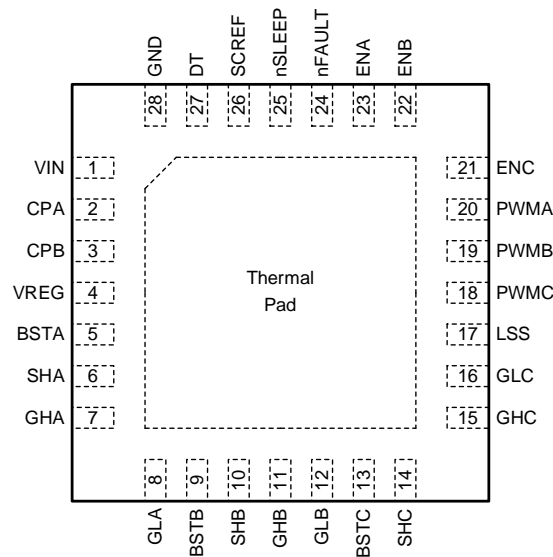 GND
DT
SCREF
nSLEEP
nFAULT
ENA
ENB
28
27
26
25
24
23
22
VIN 1
CPA 2
CPB 3
VREG 4
BSTA 5
SHA 6
GHA 7
Thermal
Pad
21 ENC
20 PWMA
19 PWMB
18 PWMC
17 LSS
16 GLC
15 GHC
8
9
10
11
12
13
14
GLA
BSTB
SHB
GHB
GLB
BSTC
SHC